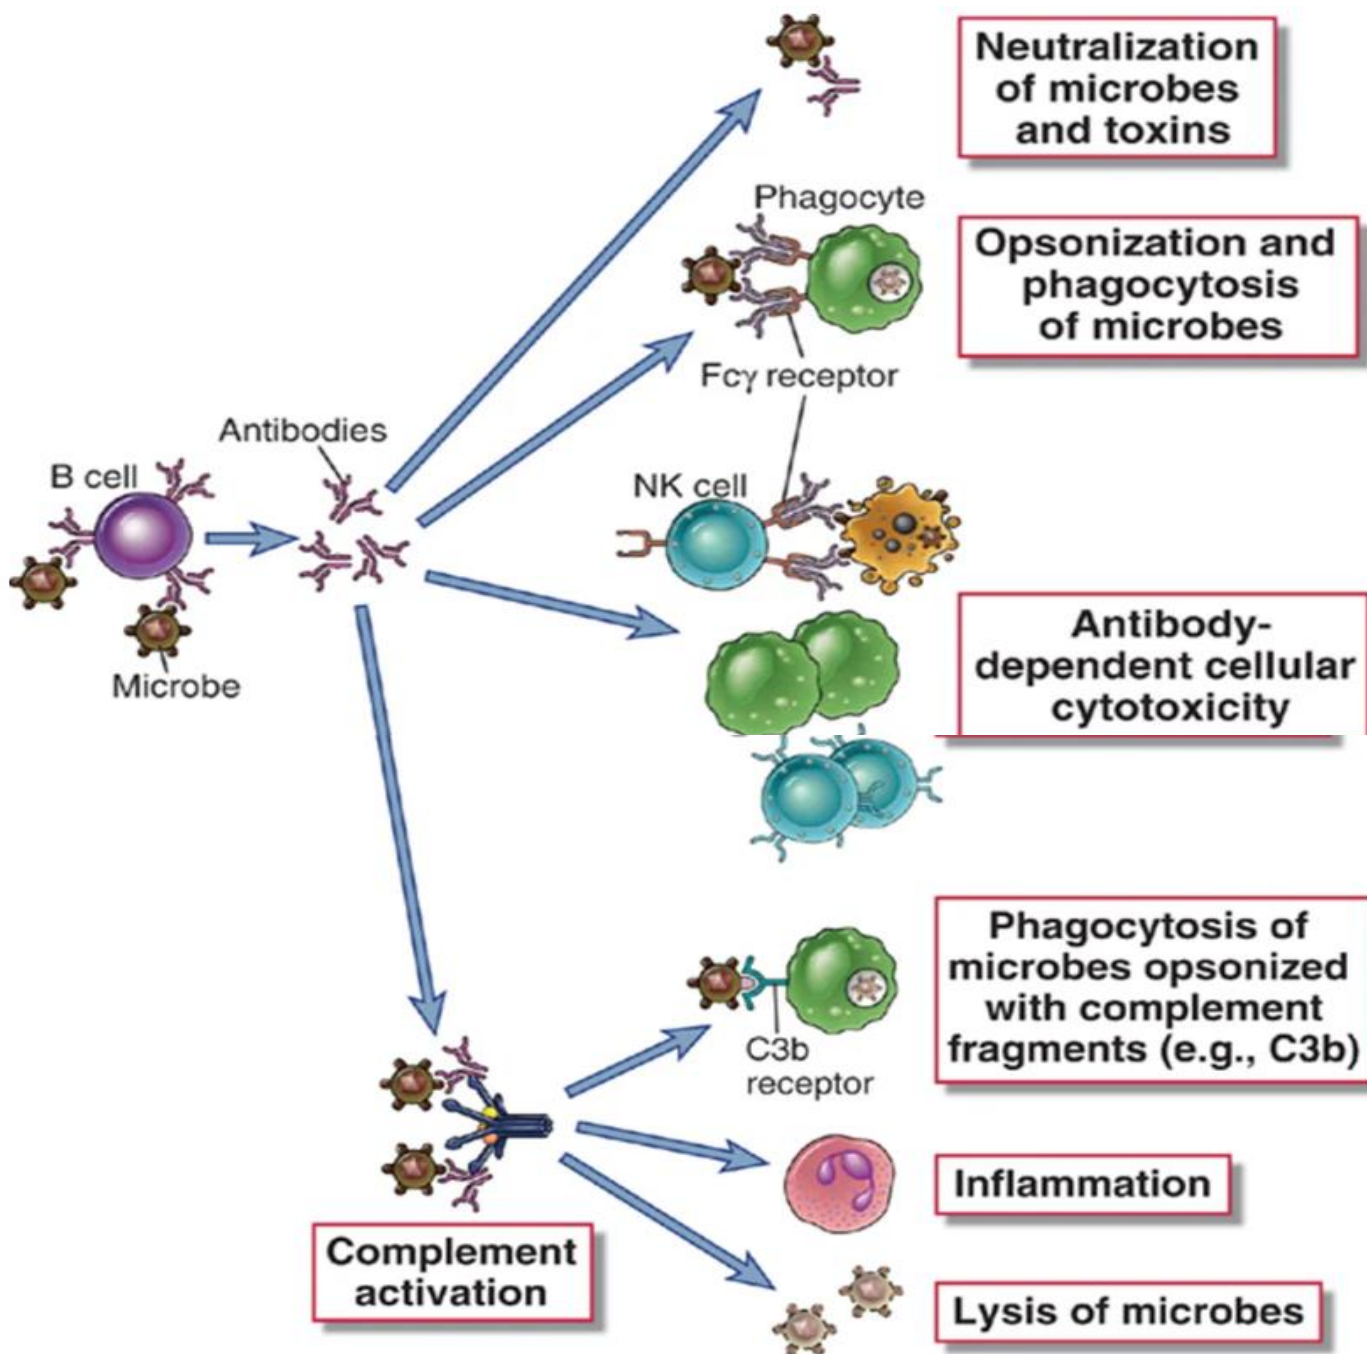 Neutralization
of microbes
and toxins
Phagocyte
Opsonization and
phagocytosis
of microbes
Fcγ receptor
Antibodies
B cell
NK cell
Microbe
Antibody-
dependent cellular
cytotoxicity
Phagocytosis of
microbes opsonized
with complement
fragments (e.g., C3b)
C3b
receptor
Inflammation
Complement
activation
Lysis of microbes